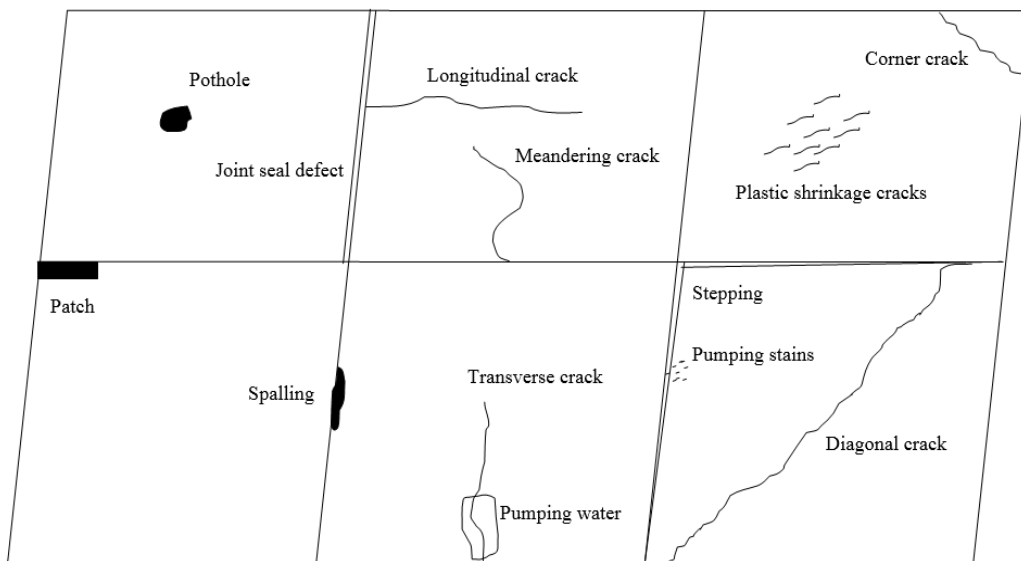 Corner crack
Longitudinal crack
Pothole
Meandering crack
Joint seal defect
Plastic shrinkage cracks
Stepping
Patch
Pumping stains
Transverse crack
Spalling
Diagonal crack
Pumping water